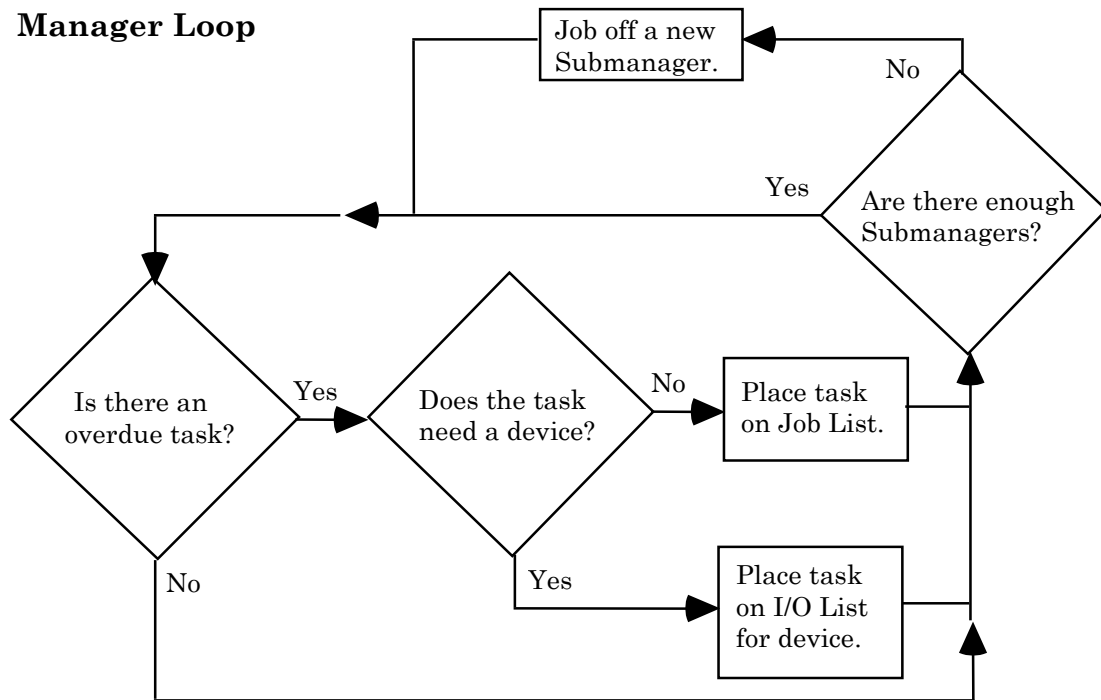 Manager Loop
Job off a new
Submanager.
No
Yes
Are there enough
Submanagers?
Is there an
overdue task?
Yes
Does the task
need a device?
No
Place task
on Job List.
No
Yes
Place task
on I/O List
for device.